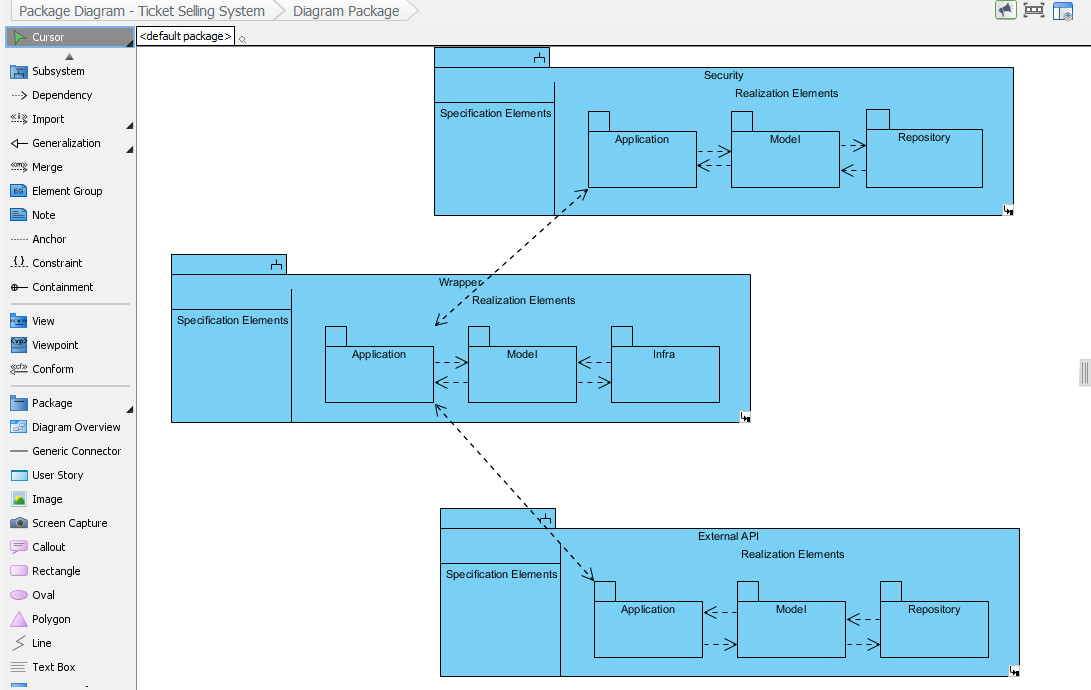 Package Diagram - Ticket Selling System
Diagram Package
Cursor
<default package>
Subsystem
Dependency
Import
Generalization
Merge
EG
Element Group
Note
Anchor
Constraint
Containment
View
Viewpoint
Conform
Package
Diagram Overview
Generic Connector
User Story
Image
Screen Capture
Callout
Rectangle
Oval
Polygon
Line
Text Box
Security
Realization Elements
Specification Elements
Application
Model
Repository
Wrapper
Realization Elements
Specification Elements
Application
Model
Infra
External API
Realization Elements
Specification Elements
Application
Model
Repository